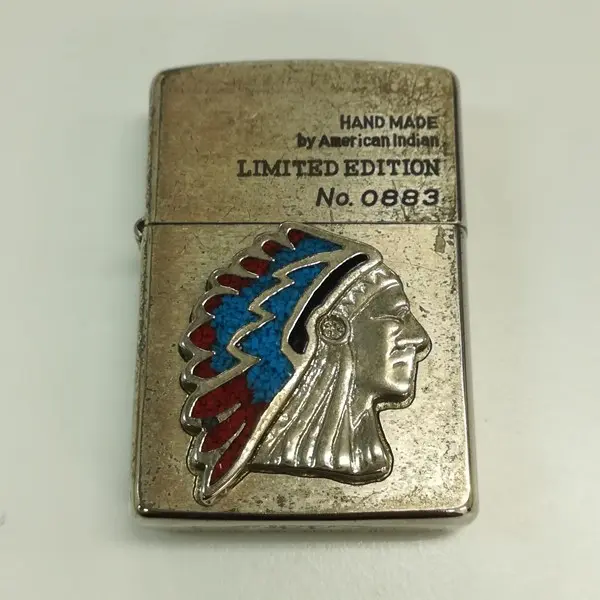 HAND MADE
by American Indian
LIMITED EDITION
No. 0883